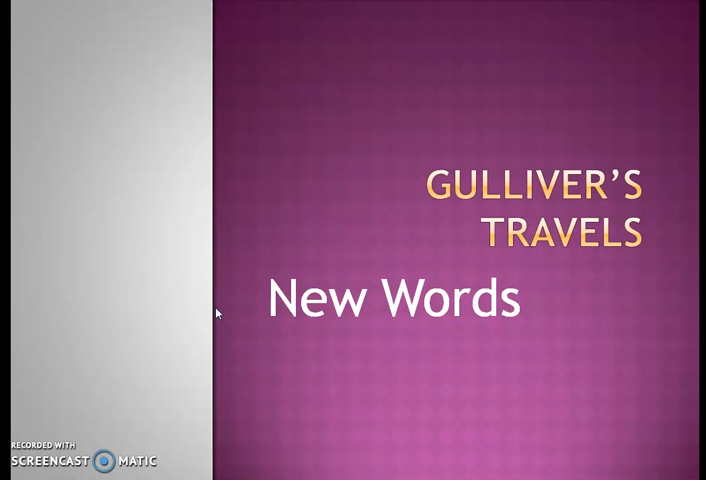 GULLIVER’S
TRAVELS
New Words
RECORDED WITH
SCREENCAST MATIC